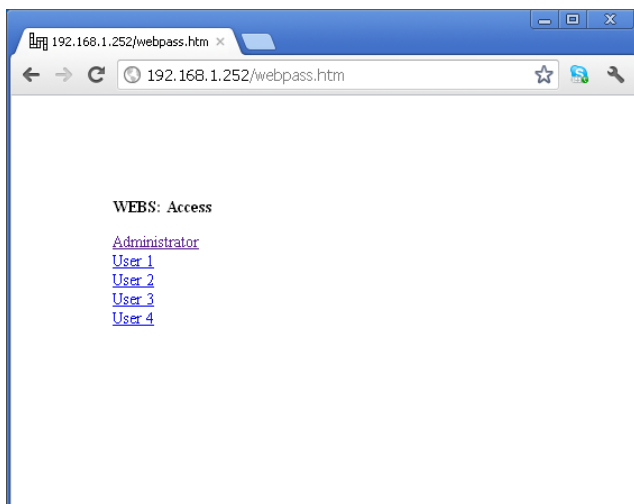 192.168.1.252/webpass.htm
192.168.1.252/webpass.htm
WEBS: Access
Administrator
User 1
User 2
User 3
User 4